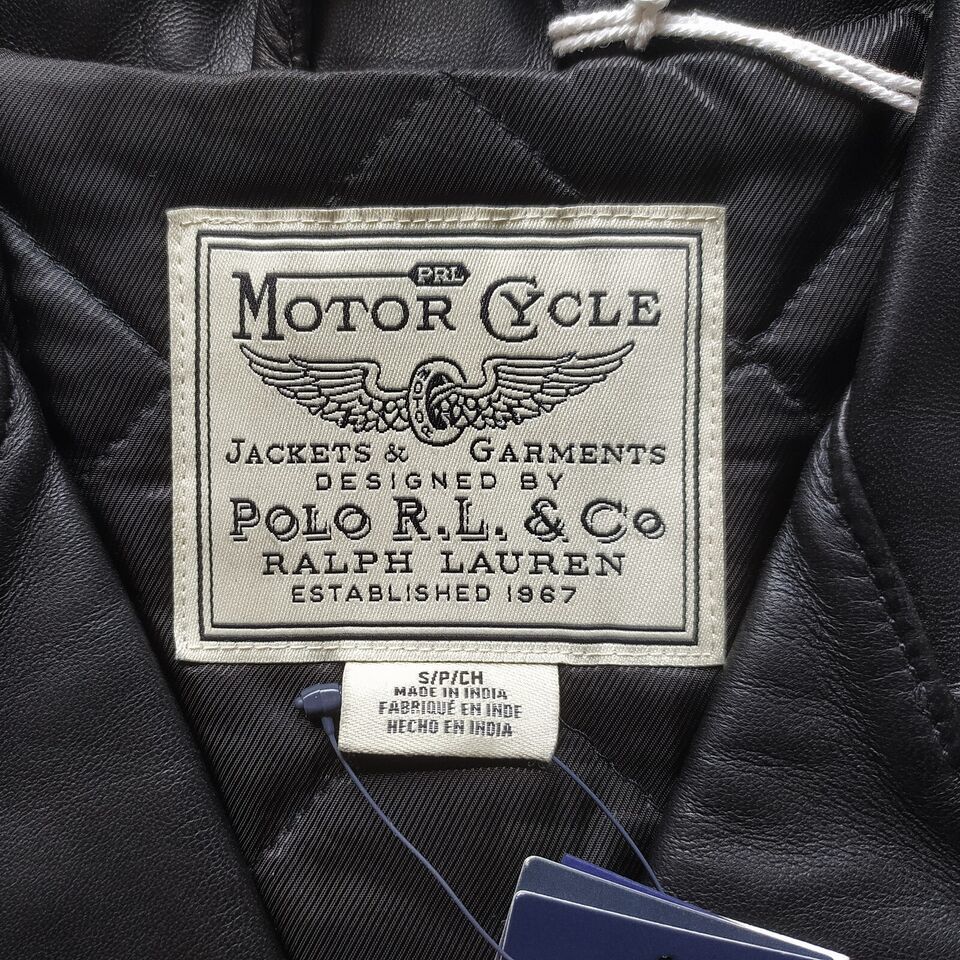 PRL
MOTOR CYCLE
MOTOR
JACKETS & GARMENTS
DESIGNED BY
POLO R.L. & Co
RALPH LAUREN
ESTABLISHED 1967
S/P/CH
MADE IN INDIA
FABRIQUÉ EN INDE
HECHO EN INDIA